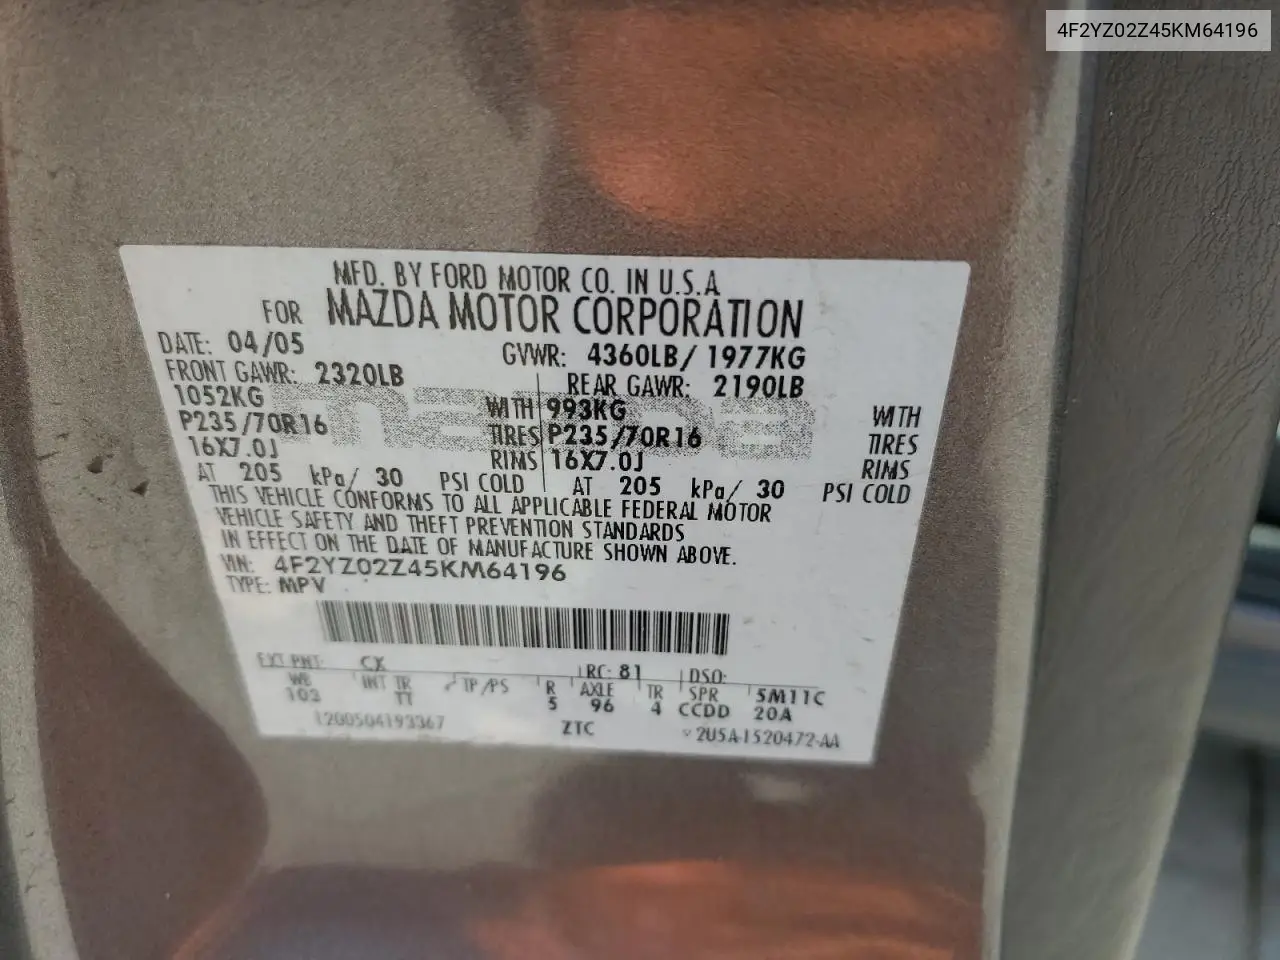 4F2YZ02Z45KM64196
MFD. BY FORD MOTOR CO. IN U.S.A
FOR MAZDA MOTOR CORPORATION
DATE: 04/05 GVWR: 4360LB/ 1977KG
FRONT GAWR: 2320LB REAR GAWR: 2190LB
1052KG WITH 993KG WITH
P235/70R16 TIRES P235/70R16 TIRES
16X7.0J RIMS 16X7.0J RIMS
AT 205 kPa/ 30 PSI COLD AT 205 kPa/ 30 PSI COLD
THIS VEHICLE CONFORMS TO ALL APPLICABLE FEDERAL MOTOR
VEHICLE SAFETY AND THEFT PREVENTION STANDARDS
IN EFFECT ON THE DATE OF MANUFACTURE SHOWN ABOVE.
VIN: 4F2YZ02Z45KM64196
TYPE: MPV
EXT PNT: CX RC: 81 DSO:
WB INT TR TP/PS R AXLE TR SPR 5M11C
103 TT 5 96 4 CCDD 20A
1200504193367 ZTC 2U5A-1520472-AA